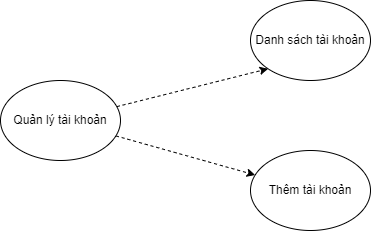 Danh sách tài khoản
Quản lý tài khoản
Thêm tài khoản